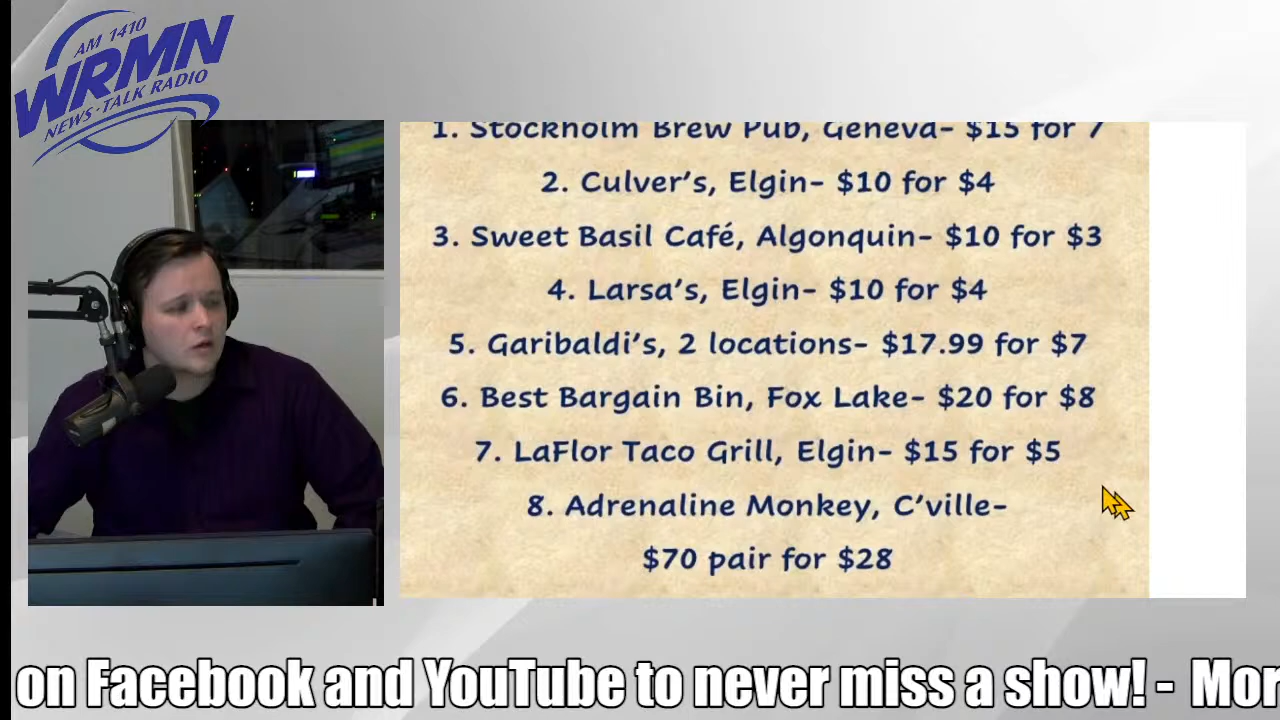 AM 1410
WRMN
NEWS·TALK RADIO
1. Stockholm Brew Pub, Geneva- $15 for 7
2. Culver's, Elgin- $10 for $4
3. Sweet Basil Café, Algonquin- $10 for $3
4. Larsa's, Elgin- $10 for $4
5. Garibaldi's, 2 locations- $17.99 for $7
6. Best Bargain Bin, Fox Lake- $20 for $8
7. LaFlor Taco Grill, Elgin- $15 for $5
8. Adrenaline Monkey, C'ville-
$70 pair for $28
on Facebook and YouTube to never miss a show! - Mor